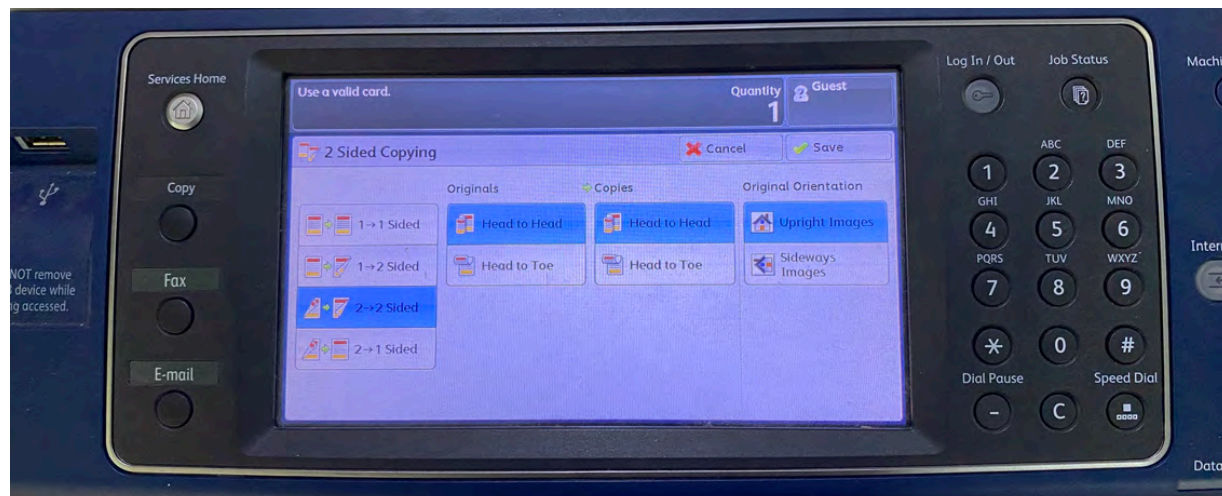 Services Home
Copy
NOT remove
device while
accessed.
Fax
E-mail
Use a valid card.
Quantity
1
Guest
2 Sided Copying
Cancel
Save
Originals
Copies
Original Orientation
1→1 Sided
Head to Head
Head to Head
Upright Images
1→2 Sided
Head to Toe
Head to Toe
Sideways
Images
2→2 Sided
2→1 Sided
Log In / Out
Job Status
ABC
DEF
1
2
3
GHI
JKL
MNO
4
5
6
PQRS
TUV
WXYZ
7
8
9
*
0
#
Dial Pause
Speed Dial
-
C
Machi
Inter
Data